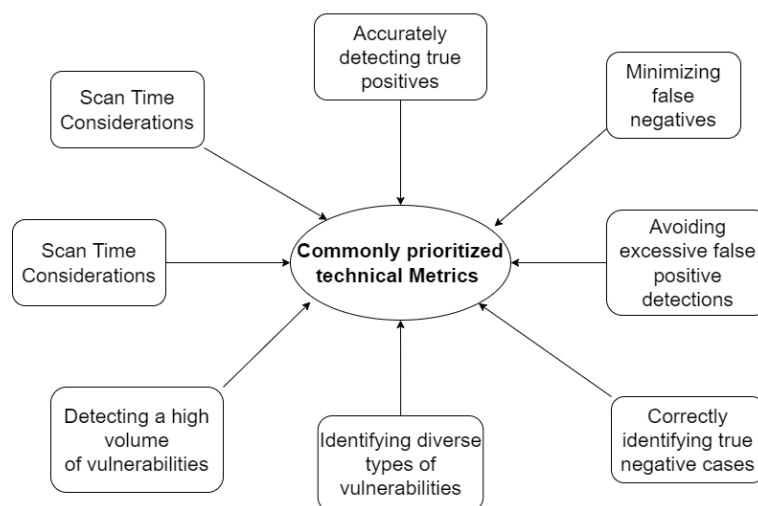 Accurately
detecting true
positives
Scan Time
Considerations
Minimizing
false
negatives
Scan Time
Considerations
Commonly prioritized
technical Metrics
Avoiding
excessive false
positive
detections
Detecting a high
volume
of vulnerabilities
Identifying diverse
types of
vulnerabilities
Correctly
identifying true
negative cases